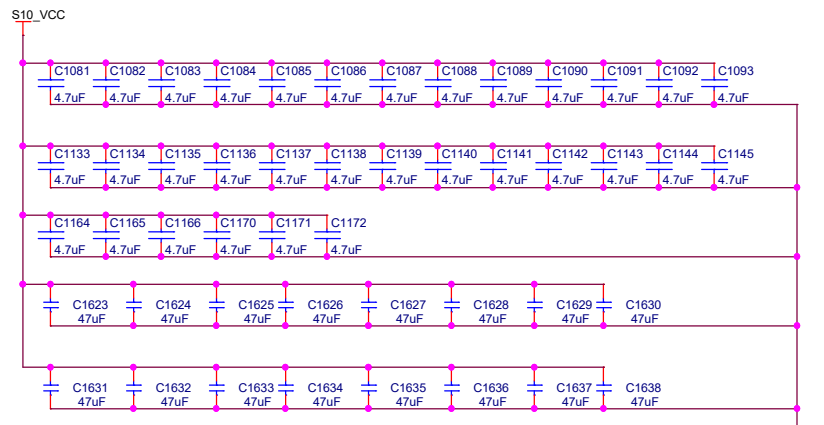 S10_VCC
C1081 C1082 C1083 C1084 C1085 C1086 C1087 C1088 C1089 C1090 C1091 C1092 C1093
4.7uF 4.7uF 4.7uF 4.7uF 4.7uF 4.7uF 4.7uF 4.7uF 4.7uF 4.7uF 4.7uF 4.7uF 4.7uF
C1133 C1134 C1135 C1136 C1137 C1138 C1139 C1140 C1141 C1142 C1143 C1144 C1145
4.7uF 4.7uF 4.7uF 4.7uF 4.7uF 4.7uF 4.7uF 4.7uF 4.7uF 4.7uF 4.7uF 4.7uF 4.7uF
C1164 C1165 C1166 C1170 C1171 C1172
4.7uF 4.7uF 4.7uF 4.7uF 4.7uF 4.7uF
C1623 C1624 C1625 C1626 C1627 C1628 C1629 C1630
47uF 47uF 47uF 47uF 47uF 47uF 47uF 47uF
C1631 C1632 C1633 C1634 C1635 C1636 C1637 C1638
47uF 47uF 47uF 47uF 47uF 47uF 47uF 47uF